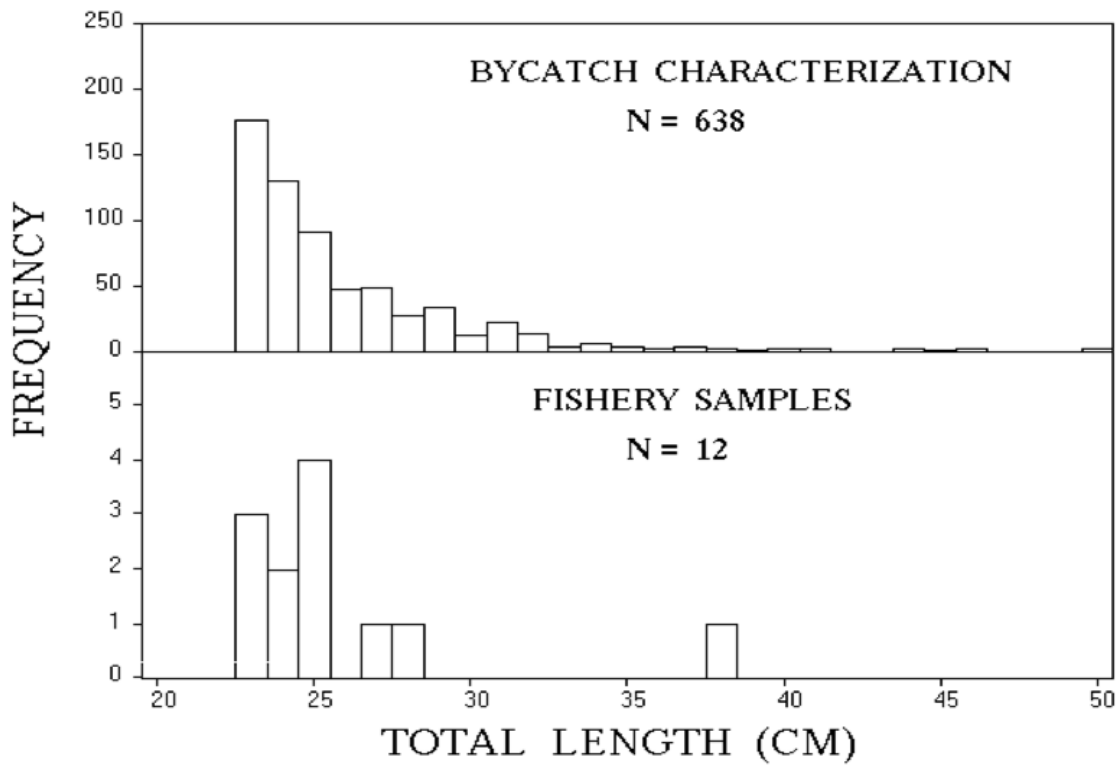 250
BYCATCH CHARACTERIZATION
200
N = 638
150
100
50
0
FREQUENCY
5
FISHERY SAMPLES
4
N = 12
3
2
1
0
20 25 30 35 40 45 50
TOTAL LENGTH (CM)